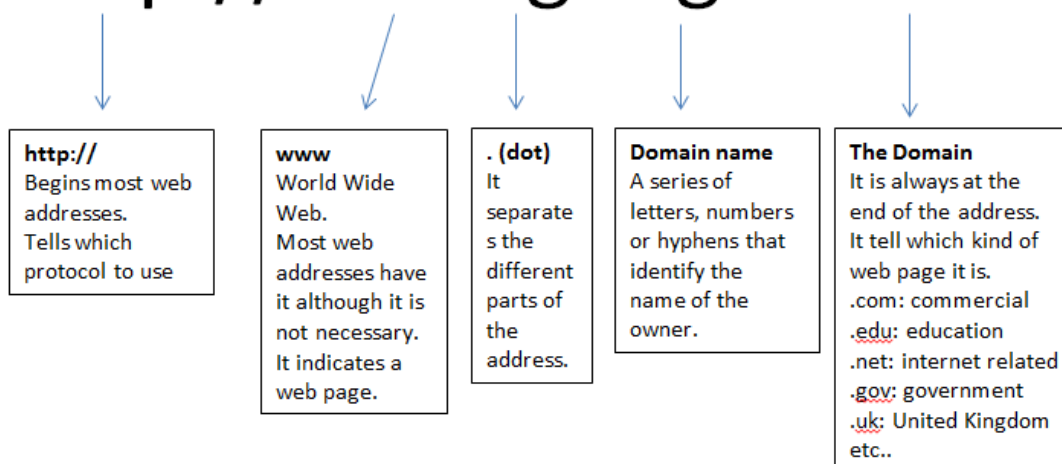 http://
Begins most web
addresses.
Tells which
protocol to use
www
World Wide
Web.
Most web
addresses have
it although it is
not necessary.
It indicates a
web page.
. (dot)
It
separate
s the
different
parts of
the
address.
Domain name
A series of
letters, numbers
or hyphens that
identify the
name of the
owner.
The Domain
It is always at the
end of the address.
It tell which kind of
web page it is.
.com: commercial
.edu: education
.net: internet related
.gov: government
.uk: United Kingdom
etc..